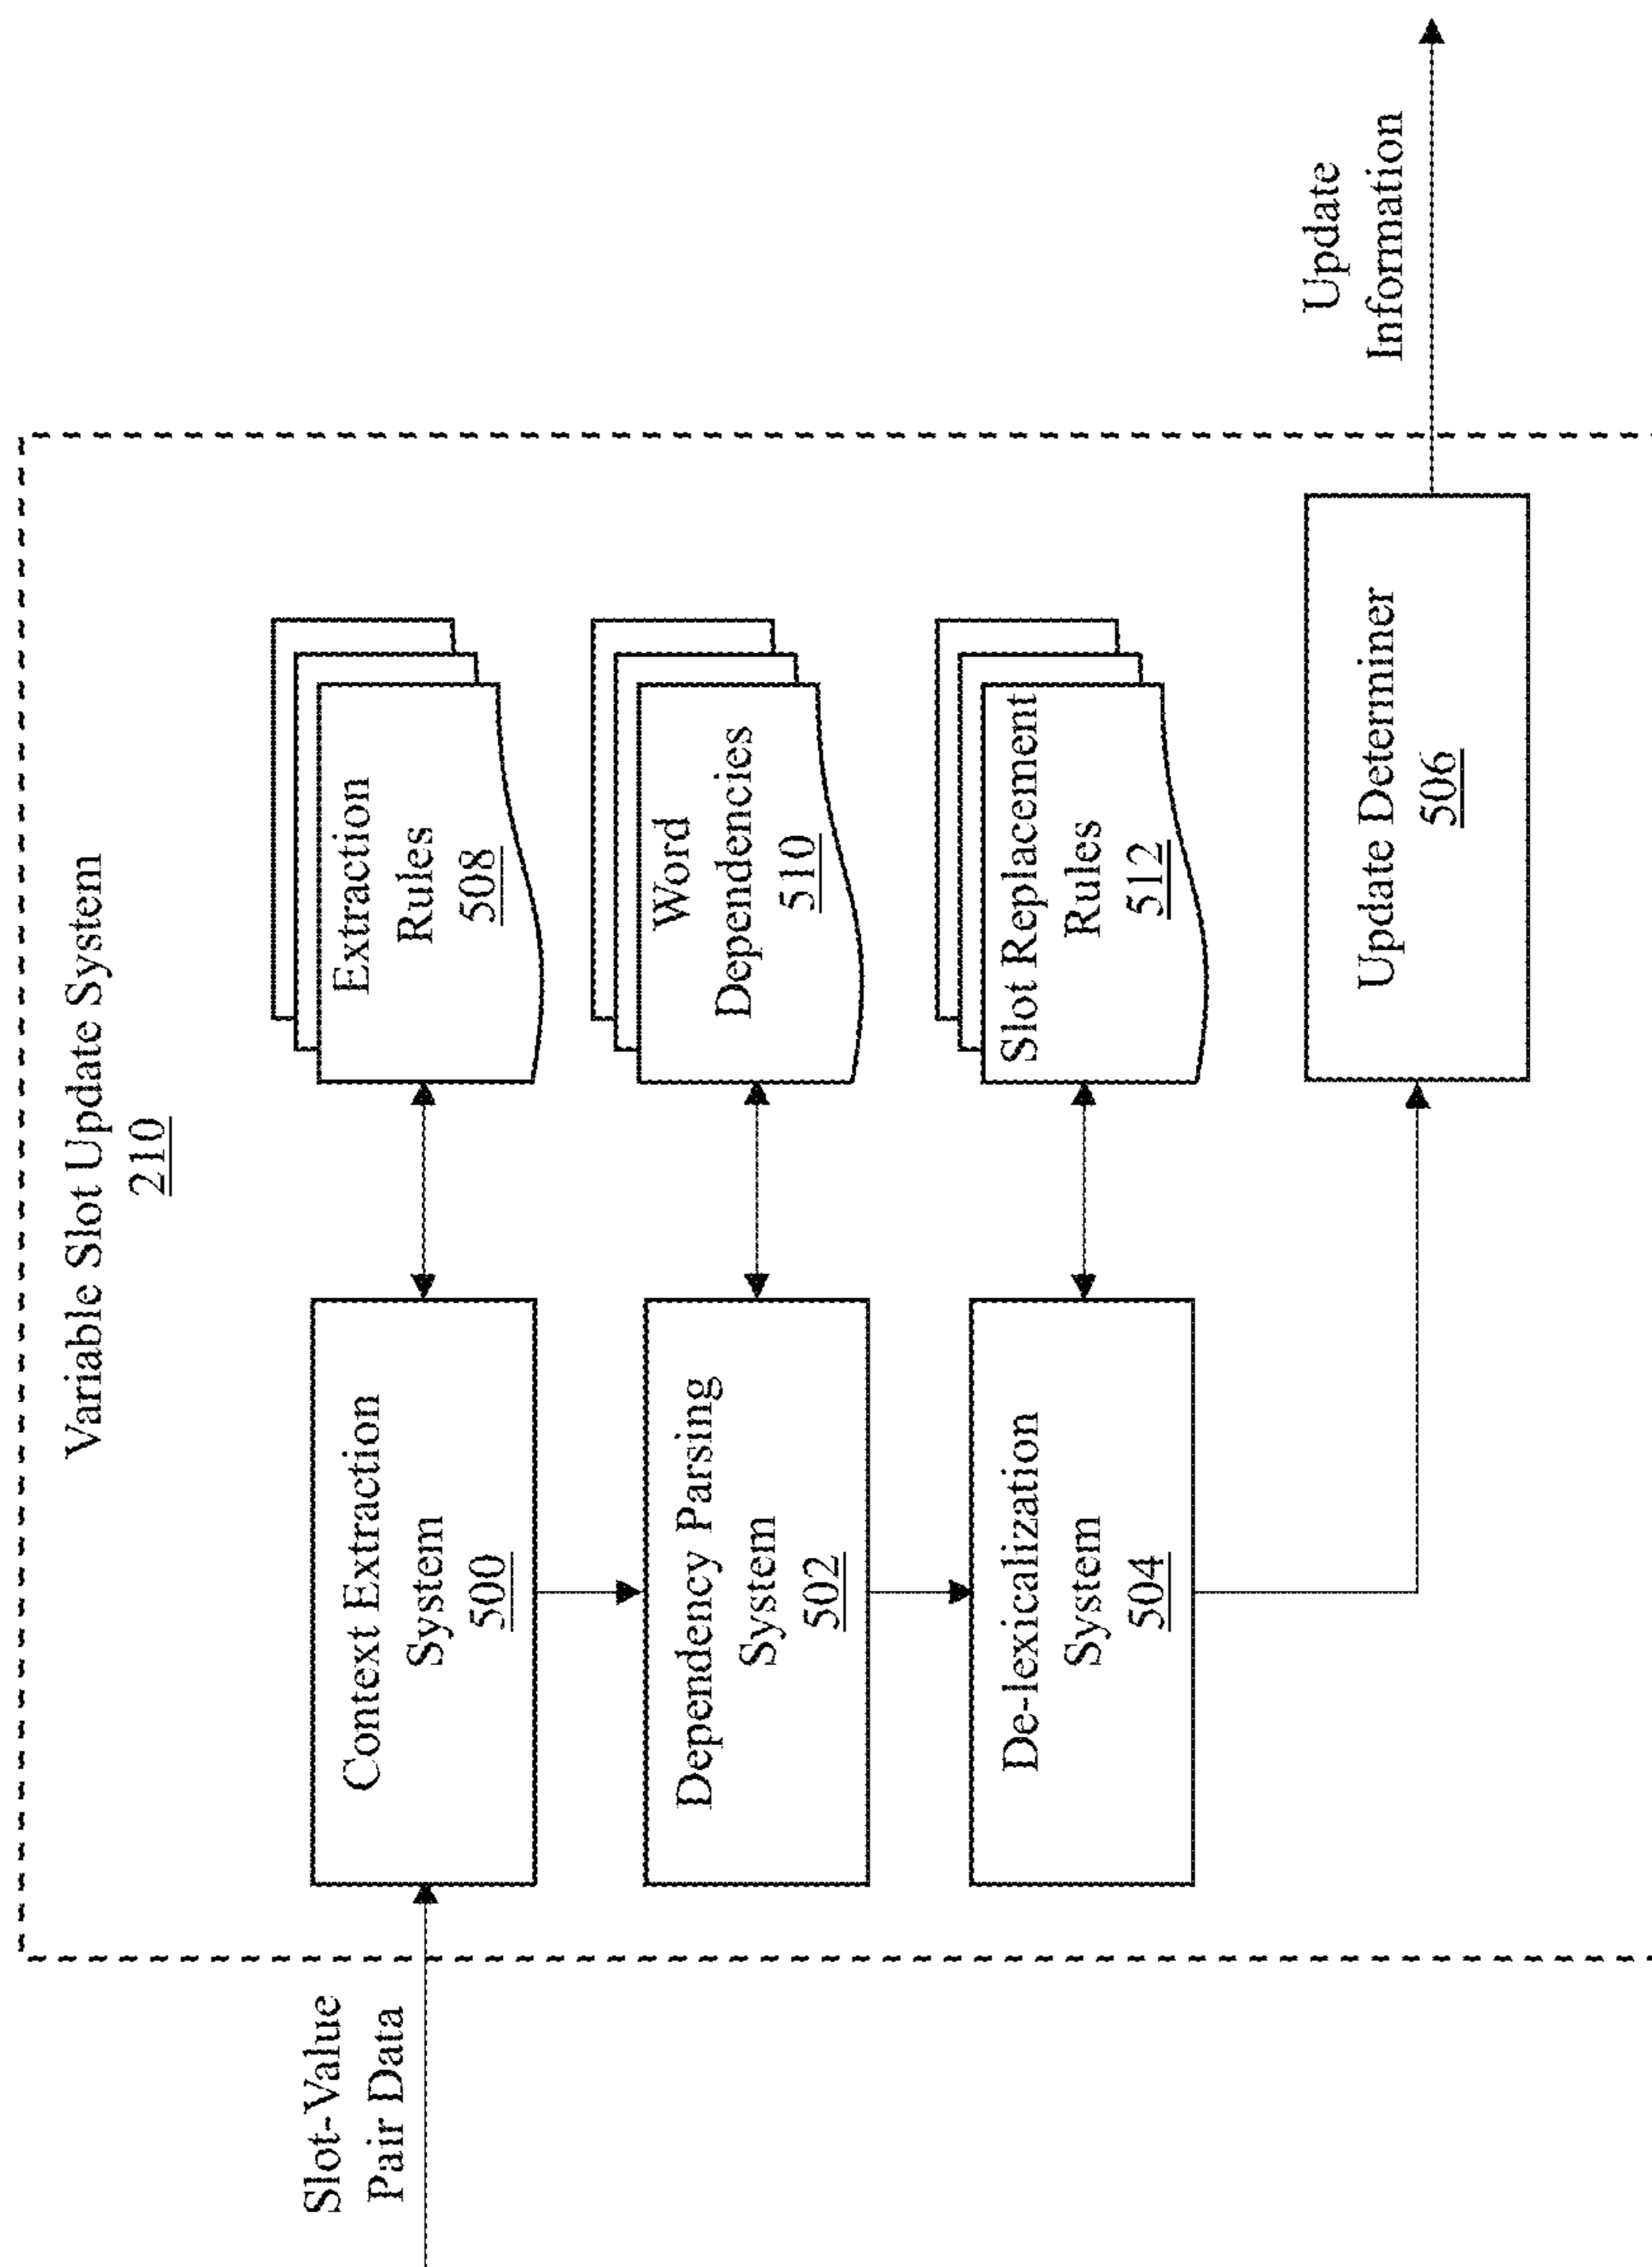 Variable Slot Update System
210
Slot-Value
Pair Data
Context Extraction
System
500
Extraction
Rules
508
Dependency Parsing
System
502
Word
Dependencies
510
De-lexicalization
System
504
Slot Replacement
Rules
512
Update Determiner
506
Update
Information